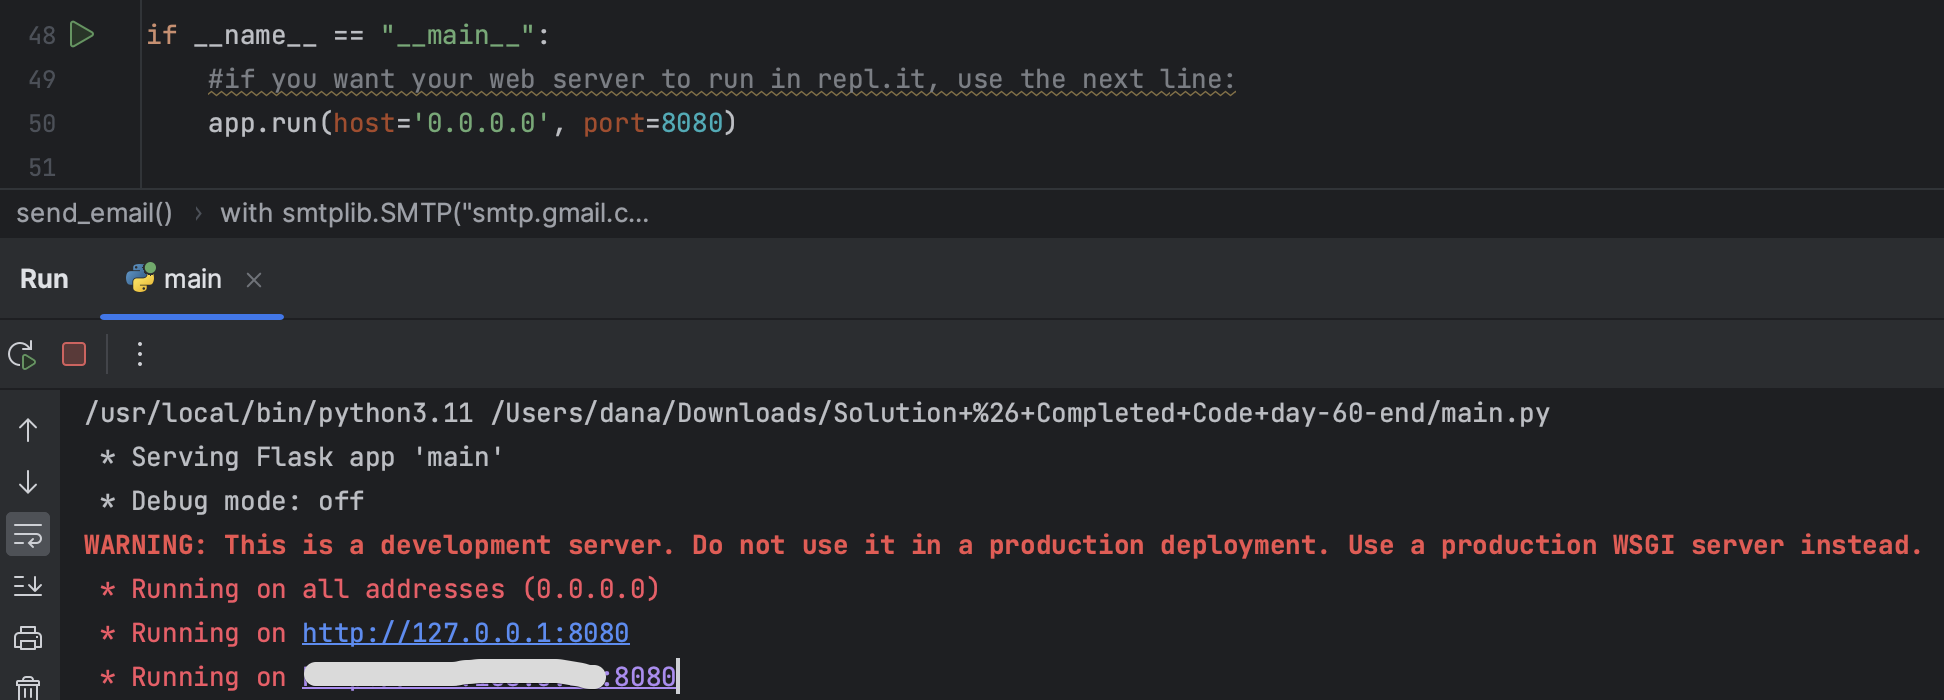 48 if __name__ == "__main__":
49 #if you want your web server to run in repl.it, use the next line:
50 app.run(host='0.0.0.0', port=8080)
51
send_email() › with smtplib.SMTP("smtp.gmail.c...
Run main ×
/usr/local/bin/python3.11 /Users/dana/Downloads/Solution+%26+Completed+Code+day-60-end/main.py
* Serving Flask app 'main'
* Debug mode: off
WARNING: This is a development server. Do not use it in a production deployment. Use a production WSGI server instead.
* Running on all addresses (0.0.0.0)
* Running on http://127.0.0.1:8080
* Running on :8080